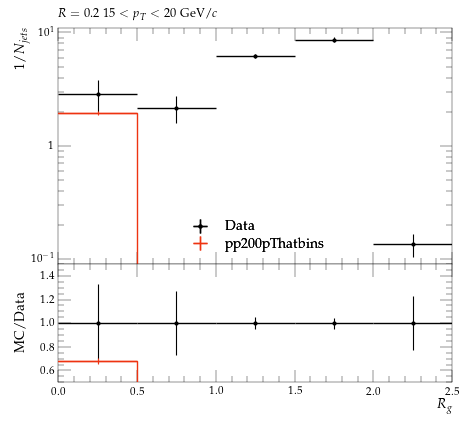 R = 0.2 15 < p_T < 20 GeV/c
1/N_jets
10^1
1
10^−1
Data
pp200pThatbins
MC/Data
1.4
1.2
1.0
0.8
0.6
0.0 0.5 1.0 1.5 2.0 2.5
R_g